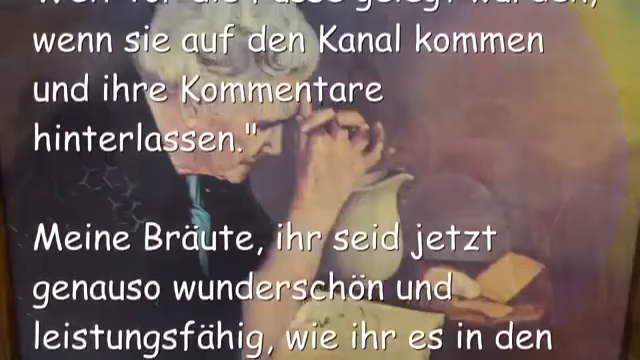 wenn sie auf den Kanal kommen
und ihre Kommentare
hinterlassen."
Meine Bräute, ihr seid jetzt
genauso wunderschön und
leistungsfähig, wie ihr es in den